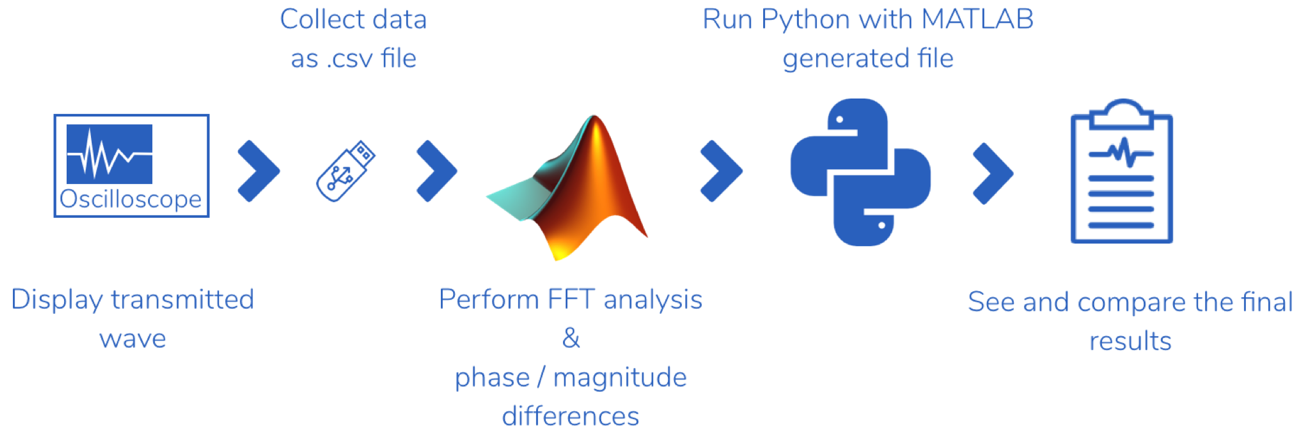 Collect data
as .csv file
Run Python with MATLAB
generated file
Oscilloscope
Display transmitted
wave
Perform FFT analysis
&
phase / magnitude
differences
See and compare the final
results